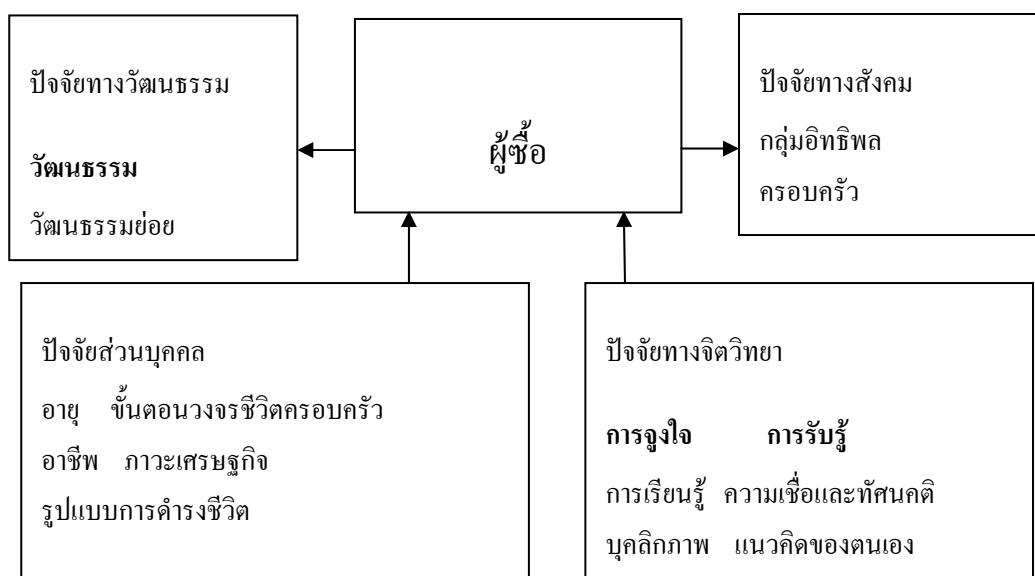 ปัจจัยทางวัฒนธรรม
วัฒนธรรม
วัฒนธรรมย่อย
ผู้ซื้อ
ปัจจัยทางสังคม
กลุ่มอิทธิพล
ครอบครัว
ปัจจัยส่วนบุคคล
อายุ ขั้นตอนวงจรชีวิตครอบครัว
อาชีพ ภาวะเศรษฐกิจ
รูปแบบการดำรงชีวิต
ปัจจัยทางจิตวิทยา
การจูงใจ การรับรู้
การเรียนรู้ ความเชื่อและทัศนคติ
บุคลิกภาพ แนวคิดของตนเอง